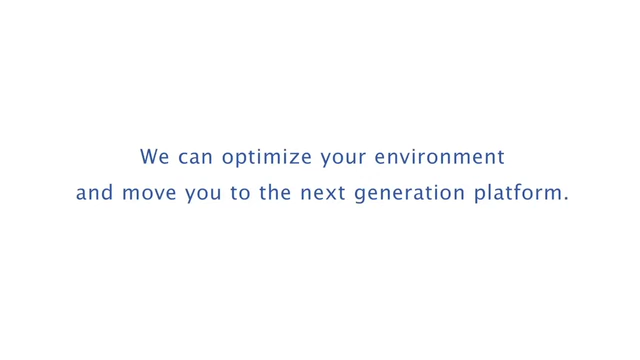 We can optimize your environment
and move you to the next generation platform.